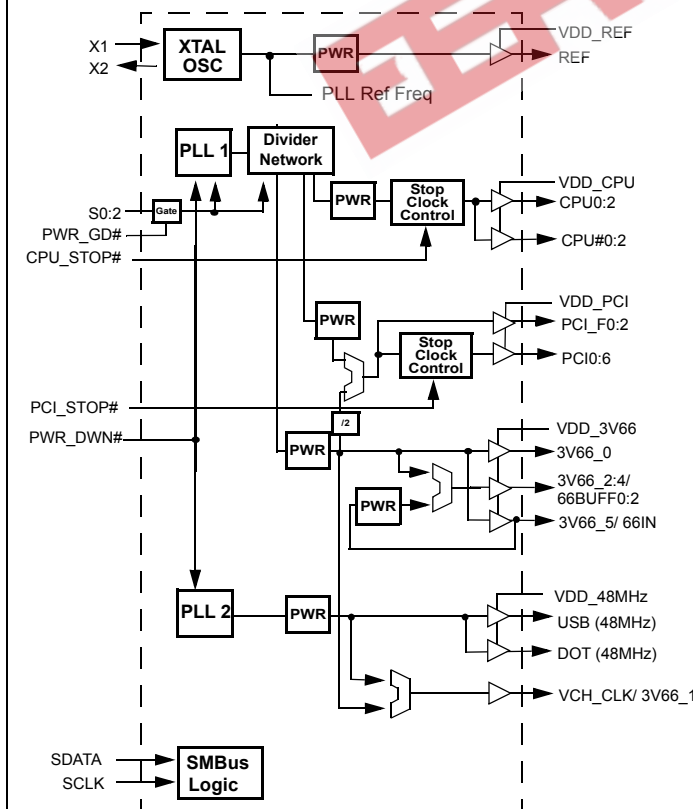 X1
X2
XTAL
OSC
PWR
VDD_REF
REF
PLL Ref Freq
PLL 1
Divider
Network
PWR
Stop
Clock
Control
VDD_CPU
CPU0:2
CPU#0:2
S0:2
Gate
PWR_GD#
CPU_STOP#
PWR
Stop
Clock
Control
VDD_PCI
PCI_F0:2
PCI0:6
PCI_STOP#
/2
PWR_DWN#
PWR
VDD_3V66
3V66_0
3V66_2:4/
66BUFF0:2
PWR
3V66_5/ 66IN
PLL 2
PWR
VDD_48MHz
USB (48MHz)
DOT (48MHz)
VCH_CLK/ 3V66_1
SDATA
SCLK
SMBus
Logic